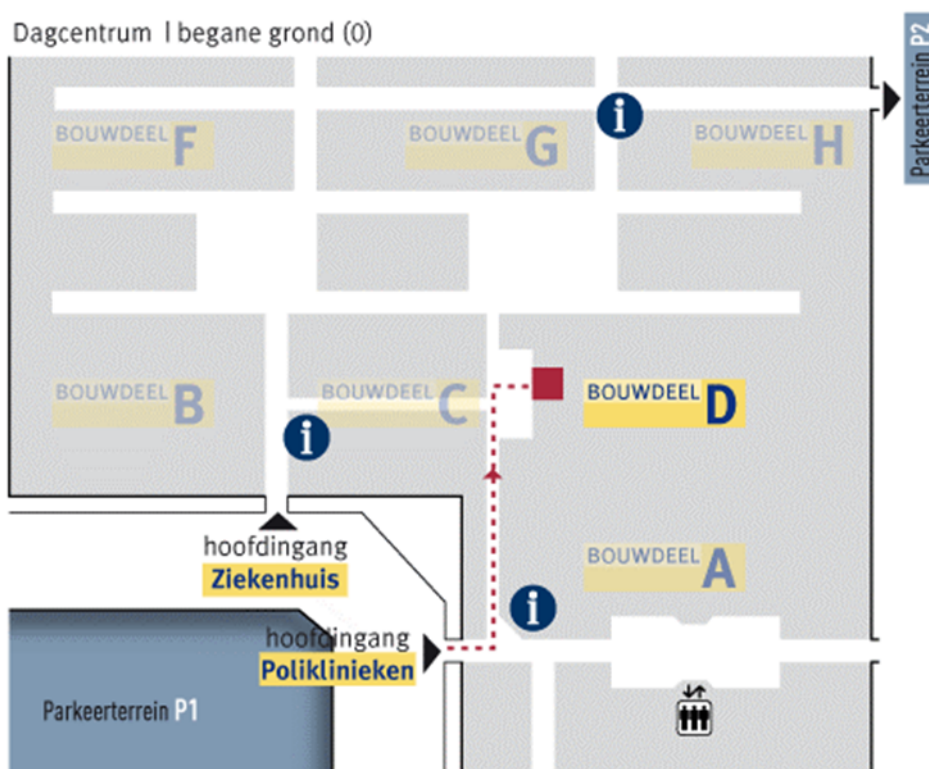 Dagcentrum | begane grond (0)
Parkeerterrein P2
BOUWDEEL F
BOUWDEEL G
BOUWDEEL H
i
BOUWDEEL B
BOUWDEEL C
BOUWDEEL D
i
hoofdingang
Ziekenhuis
BOUWDEEL A
i
hoofdingang
Poliklinieken
Parkeerterrein P1